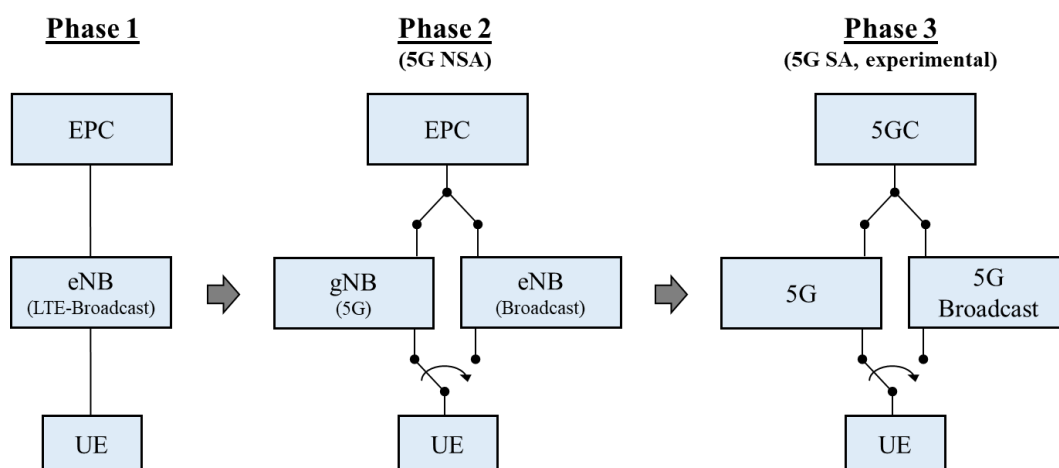 Phase 1
EPC
eNB
(LTE-Broadcast)
UE
Phase 2
(5G NSA)
EPC
gNB
(5G)
eNB
(Broadcast)
UE
Phase 3
(5G SA, experimental)
5GC
5G
5G
Broadcast
UE